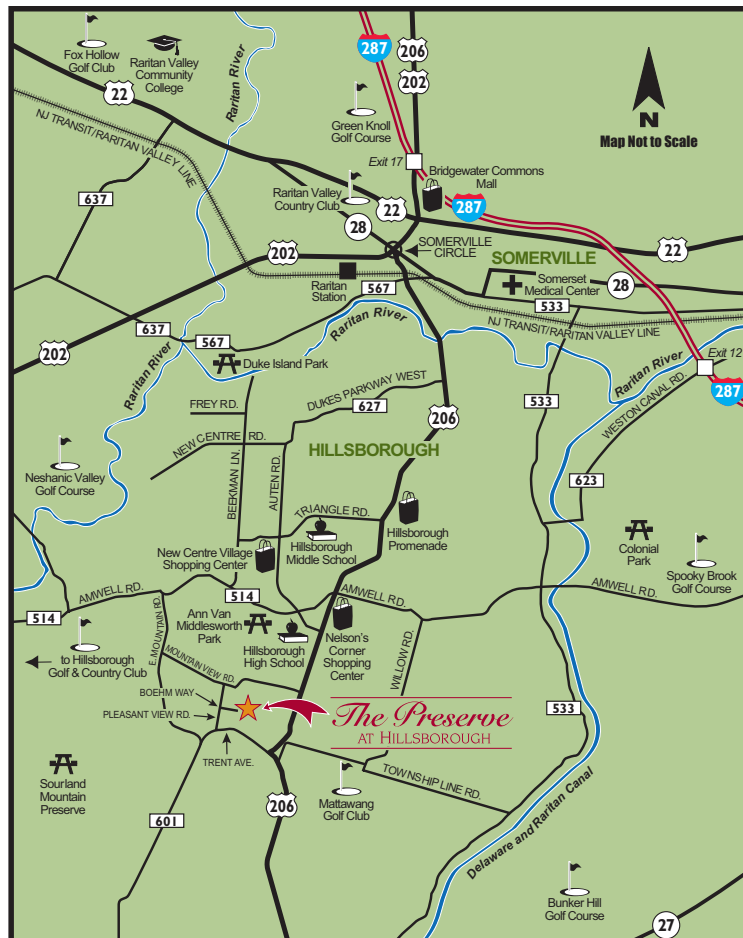 Fox Hollow
Golf Club
Raritan Valley
Community
College
Raritan River
287
206
202
22
N
Map Not to Scale
NJ TRANSIT/RARITAN VALLEY LINE
Green Knoll
Golf Course
Exit 17
Bridgewater Commons
Mall
637
Raritan Valley
Country Club
22
287
28
SOMERVILLE
CIRCLE
SOMERVILLE
22
202
Raritan
Station
567
Somerset
Medical Center
28
533
NJ TRANSIT/RARITAN VALLEY LINE
637
567
Raritan River
202
Raritan River
Duke Island Park
Raritan River
Exit 12
287
DUKES PARKWAY WEST
FREY RD.
627
206
533
WESTON CANAL RD.
NEW CENTRE RD.
HILLSBOROUGH
Neshanic Valley
Golf Course
BEEKMAN LN.
AUTEN RD.
623
TRIANGLE RD.
Hillsborough
Promenade
New Centre Village
Shopping Center
Hillsborough
Middle School
Colonial
Park
Spooky Brook
Golf Course
AMWELL RD.
514
AMWELL RD.
AMWELL RD.
514
E. MOUNTAIN RD.
Ann Van
Middlesworth
Park
Hillsborough
High School
Nelson's
Corner
Shopping
Center
WILLOW RD.
to Hillsborough
Golf & Country Club
MOUNTAIN VIEW RD.
BOEHM WAY
PLEASANT VIEW RD.
The Preserve
AT HILLSBOROUGH
533
TRENT AVE.
TOWNSHIP LINE RD.
Sourland
Mountain
Preserve
206
Mattawang
Golf Club
601
Delaware and Raritan Canal
Bunker Hill
Golf Course
27